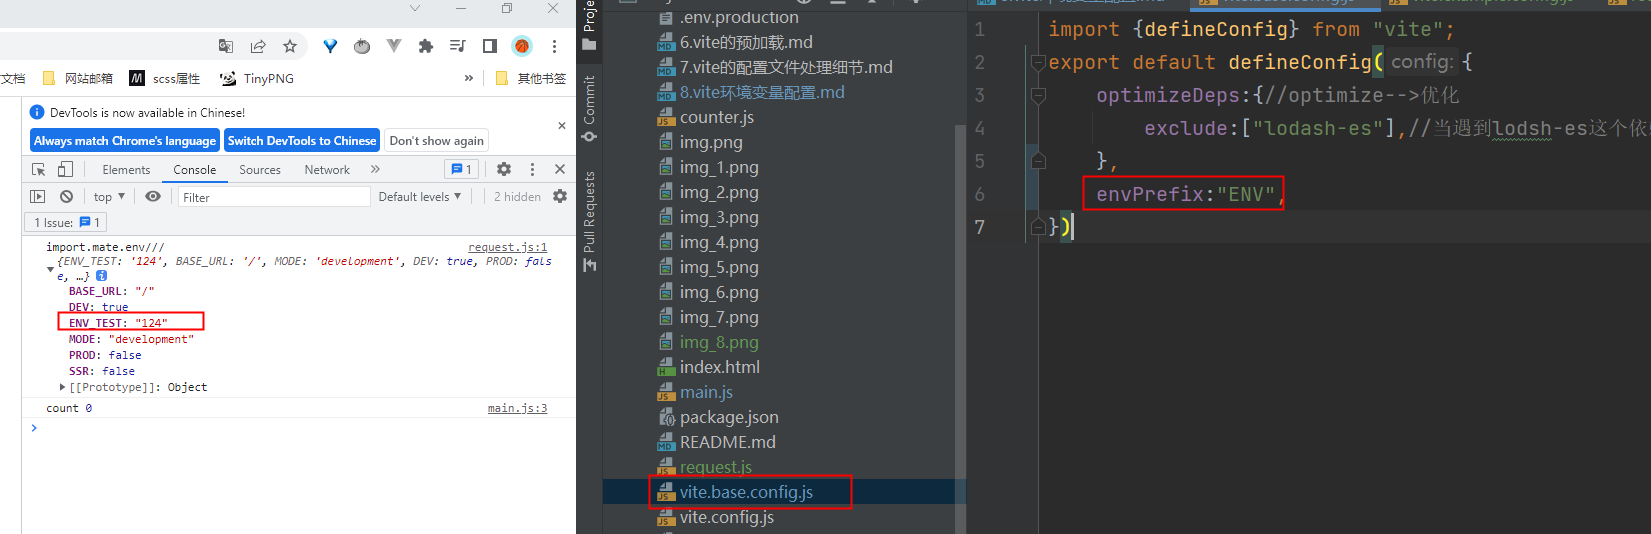 文档
网站邮箱
scss属性
TinyPNG
»
其他书签
DevTools is now available in Chinese!
Always match Chrome's language
Switch DevTools to Chinese
Don't show again
Elements
Console
Sources
Network
»
1
top
Filter
Default levels
2 hidden
1 Issue:
1
import.mate.env///
request.js:1
{ENV_TEST: '124', BASE_URL: '/', MODE: 'development', DEV: true, PROD: fals
e, …}
BASE_URL: "/"
DEV: true
ENV_TEST: "124"
MODE: "development"
PROD: false
SSR: false
[[Prototype]]: Object
count 0
main.js:3
>
Commit
Pull Requests
.env.production
6.vite的预加载.md
7.vite的配置文件处理细节.md
8.vite环境变量配置.md
counter.js
img.png
img_1.png
img_2.png
img_3.png
img_4.png
img_5.png
img_6.png
img_7.png
img_8.png
index.html
main.js
package.json
README.md
request.js
vite.base.config.js
vite.config.js
1 import {defineConfig} from "vite";
2 export default defineConfig( config: {
3 optimizeDeps:{//optimize-->优化
4 exclude:["lodash-es"],//当遇到lodsh-es这个依
5 },
6 envPrefix:"ENV",
7 })